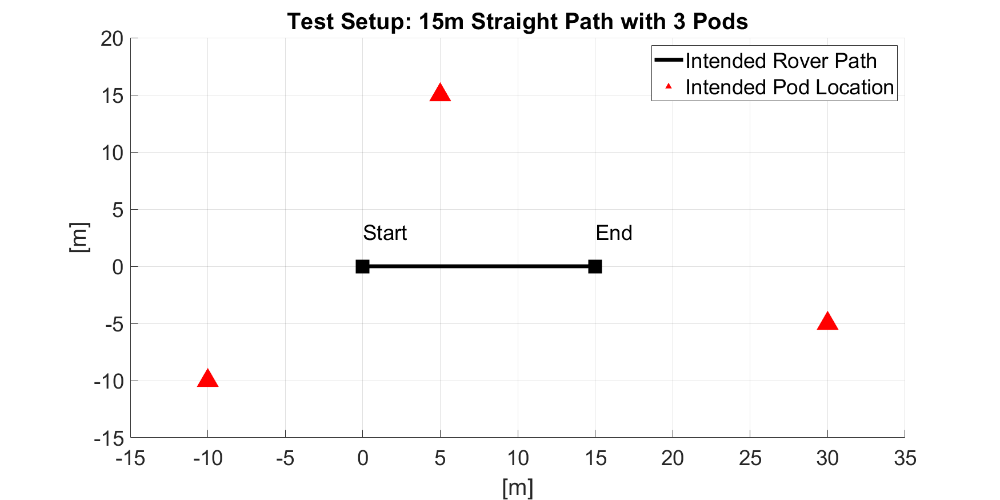 Test Setup: 15m Straight Path with 3 Pods
Intended Rover Path
Intended Pod Location
20
15
10
5
0
-5
-10
-15
[m]
Start
End
-15 -10 -5 0 5 10 15 20 25 30 35
[m]